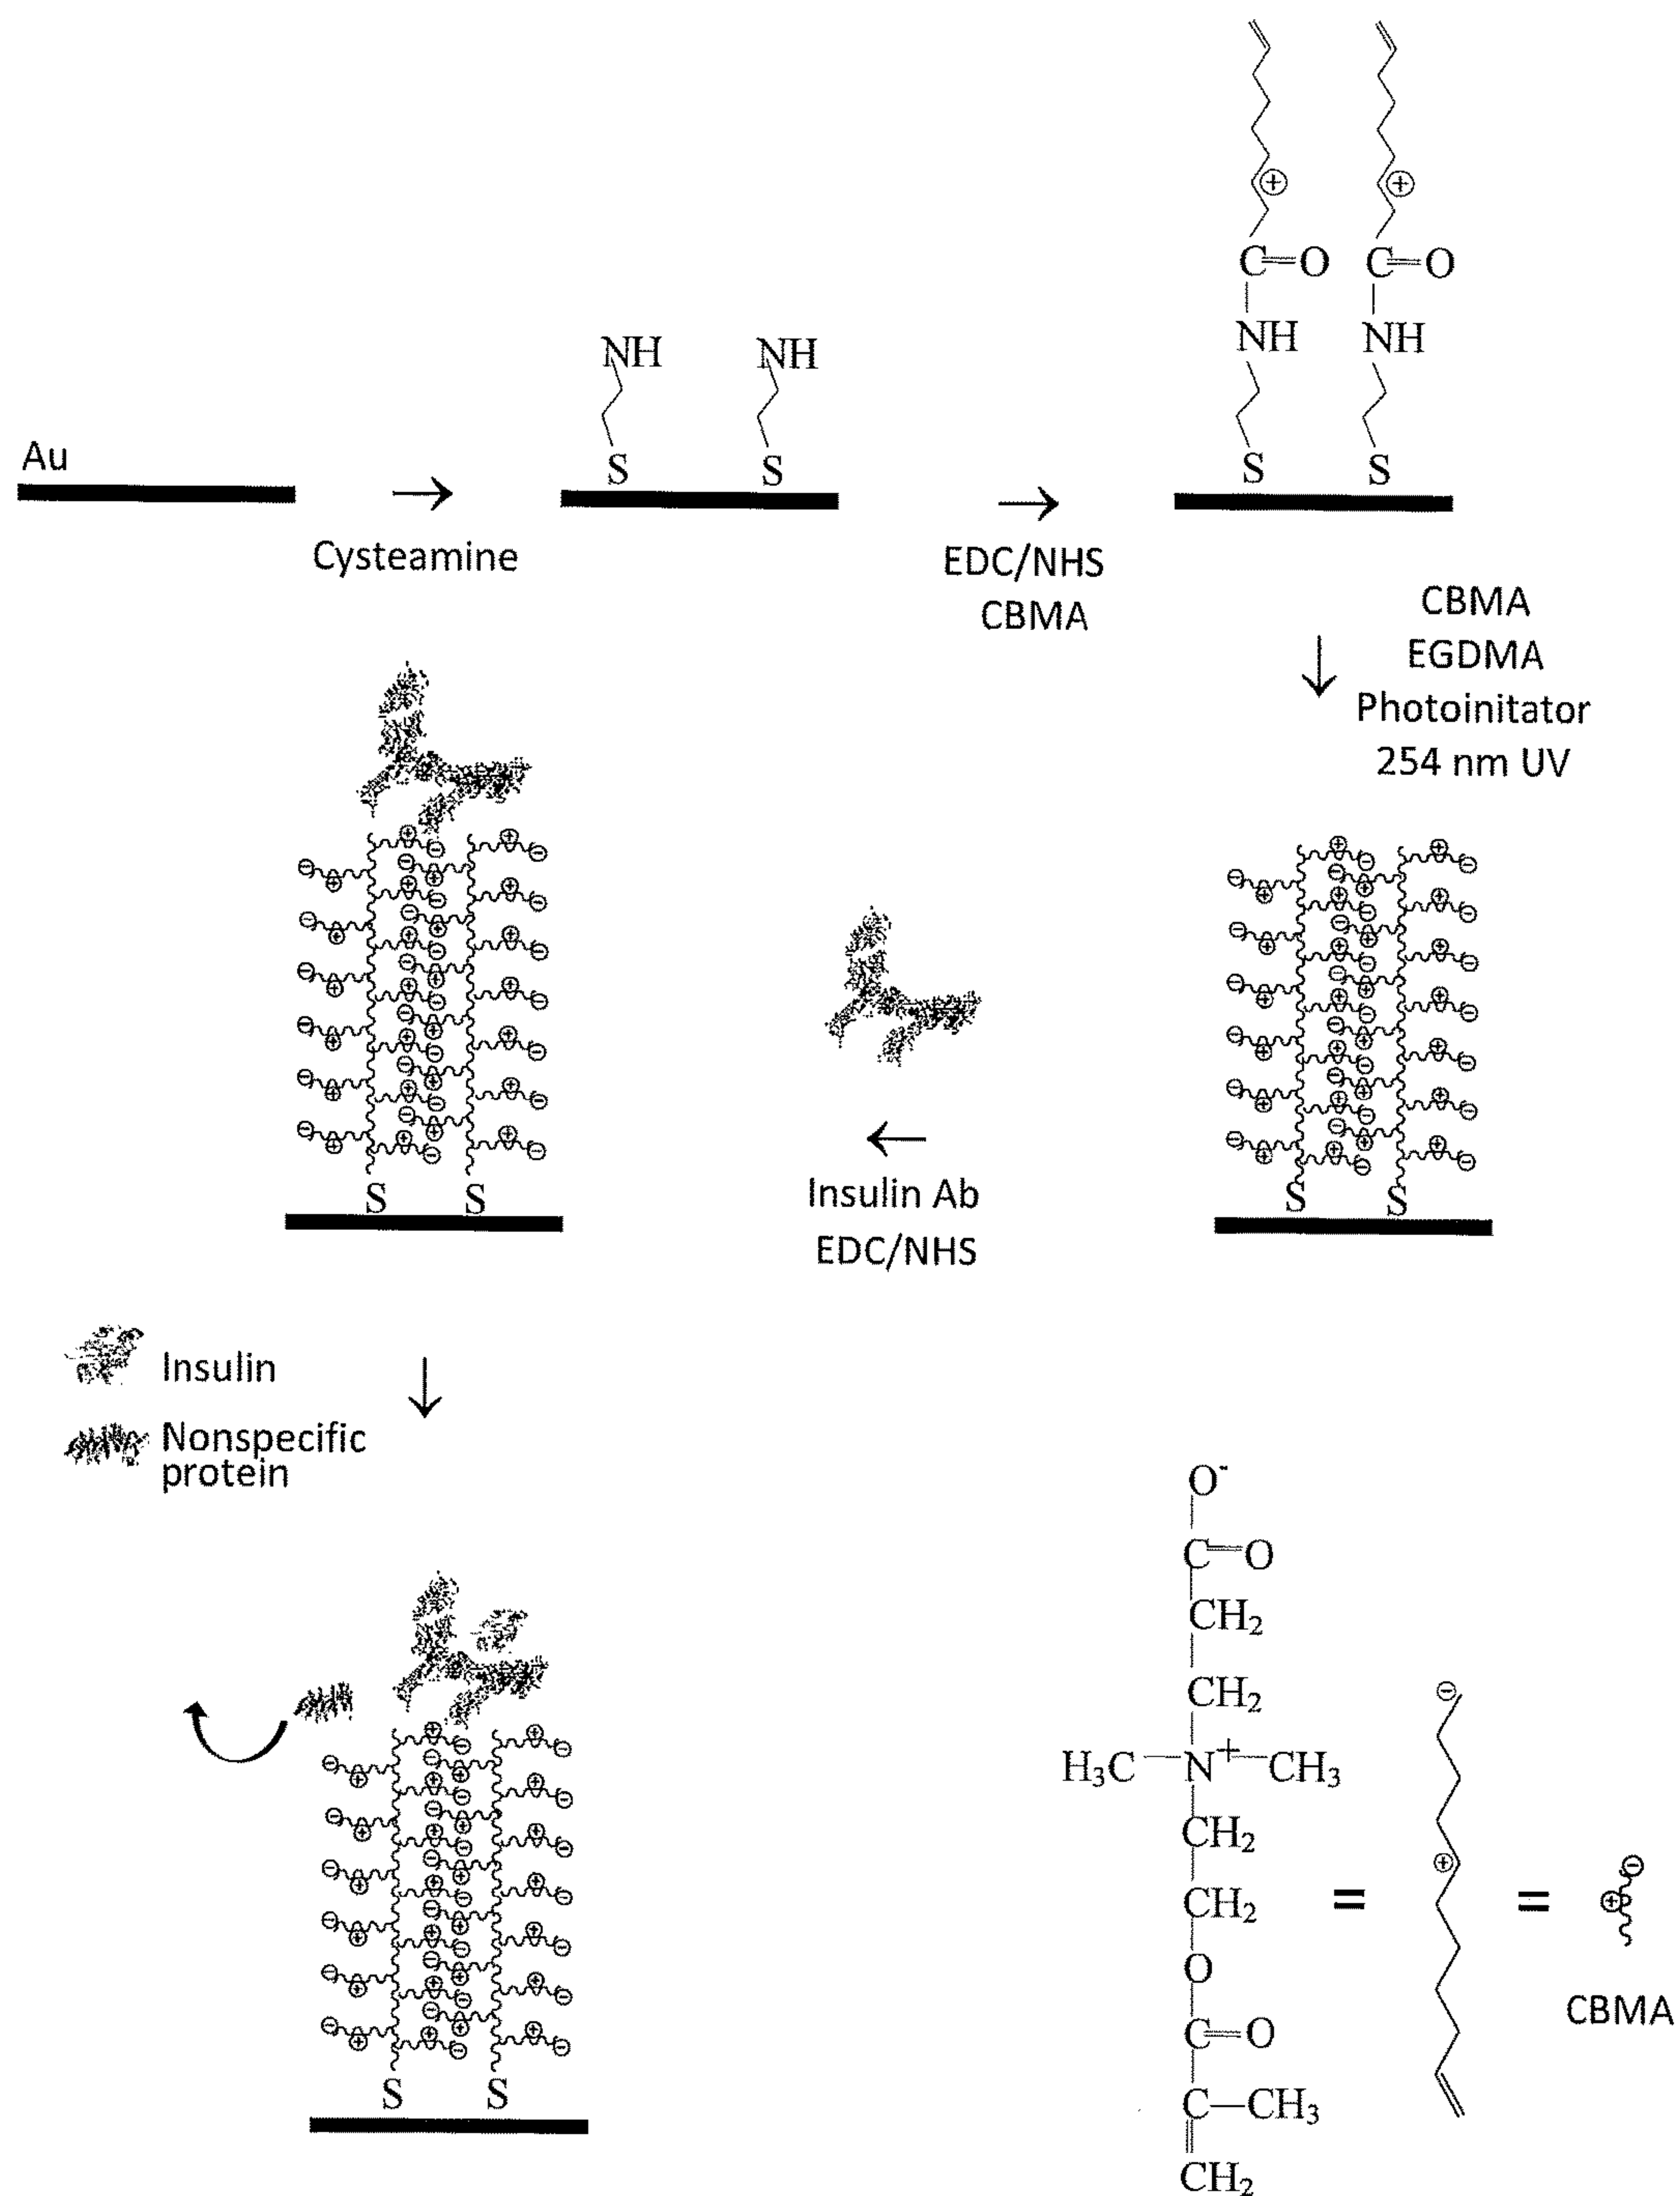 Au
Cysteamine
NH NH
S S
EDC/NHS
CBMA
C=O C=O
NH NH
S S
CBMA
EGDMA
Photoinitator
254 nm UV
S S
Insulin Ab
EDC/NHS
S S
Insulin
Nonspecific
protein
S S
O-
C=O
CH2
CH2
H3C—N+—CH3
CH2
CH2
O
C=O
C—CH3
CH2
= =
CBMA